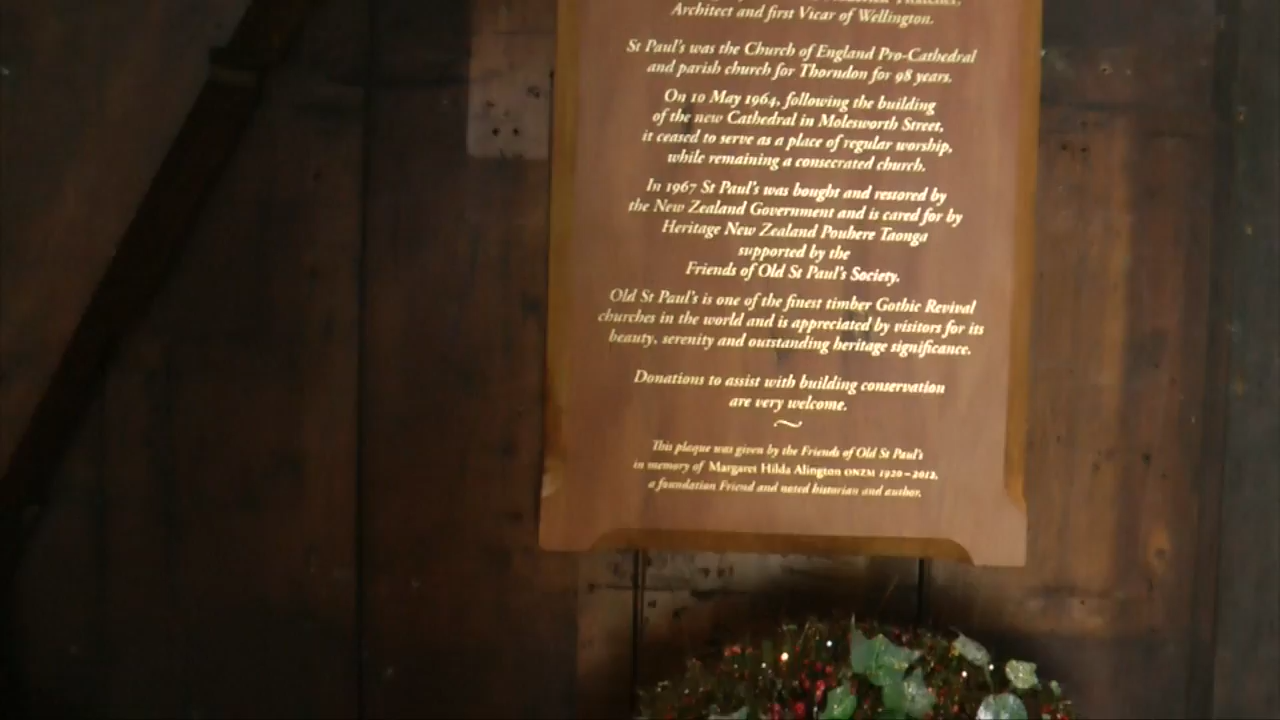 Architect and first Vicar of Wellington.
St Paul's was the Church of England Pro-Cathedral
and parish church for Thorndon for 98 years.
On 10 May 1964, following the building
of the new Cathedral in Molesworth Street,
it ceased to serve as a place of regular worship,
while remaining a consecrated church.
In 1967 St Paul's was bought and restored by
the New Zealand Government and is cared for by
Heritage New Zealand Pouhere Taonga
supported by the
Friends of Old St Paul's Society.
Old St Paul's is one of the finest timber Gothic Revival
churches in the world and is appreciated by visitors for its
beauty, serenity and outstanding heritage significance.
Donations to assist with building conservation
are very welcome.
This plaque was given by the Friends of Old St Paul's
in memory of Margaret Hilda Alington ONZM 1920–2012,
a foundation Friend and noted historian and author.